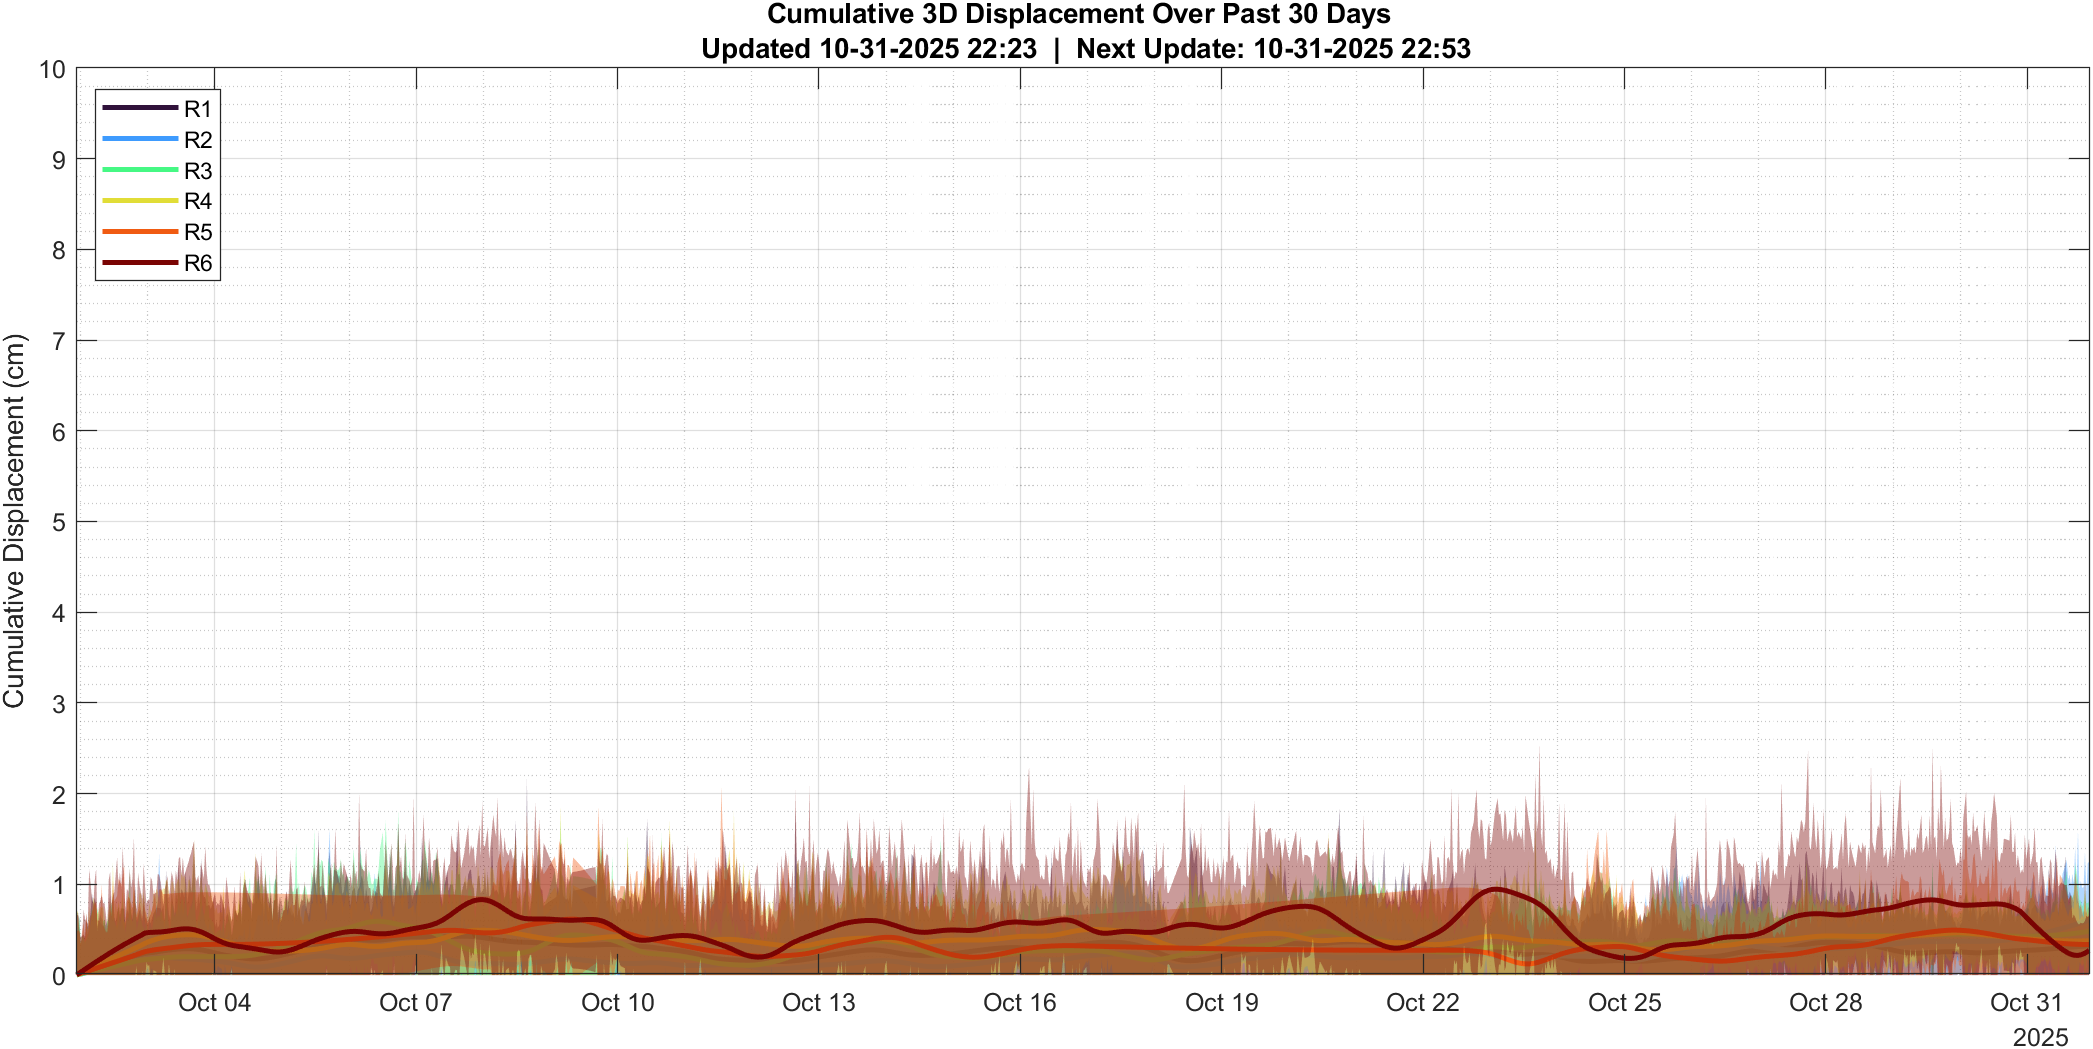 Cumulative 3D Displacement Over Past 30 Days
Updated 10-31-2025 22:23 | Next Update: 10-31-2025 22:53
Cumulative Displacement (cm)
10
9
8
7
6
5
4
3
2
1
0
R1
R2
R3
R4
R5
R6
Oct 04 Oct 07 Oct 10 Oct 13 Oct 16 Oct 19 Oct 22 Oct 25 Oct 28 Oct 31
2025